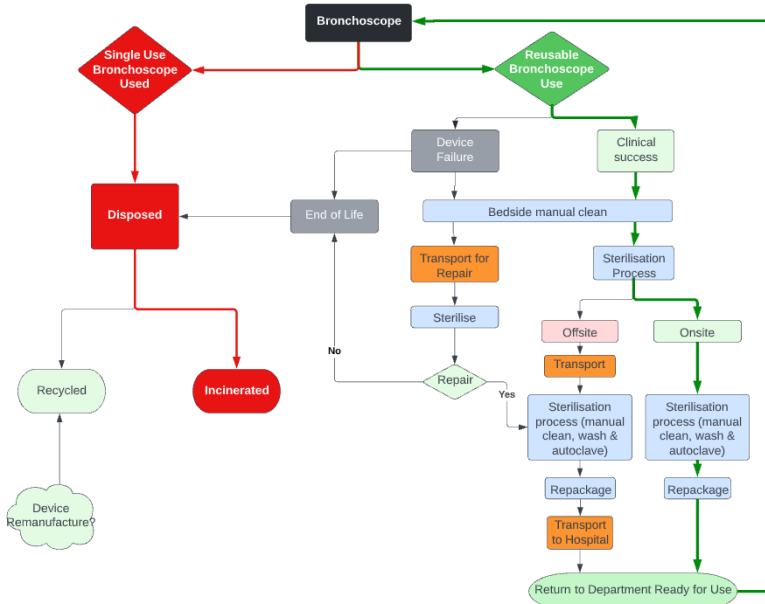 Bronchoscope
Single Use
Bronchoscope
Used
Reusable
Bronchoscope
Use
Device
Failure
Clinical
success
Disposed
End of Life
Bedside manual clean
Transport for
Repair
Sterilisation
Process
Sterilise
Offsite
Onsite
No
Transport
Recycled
Incinerated
Repair
Yes
Sterilisation
process (manual
clean, wash &
autoclave)
Sterilisation
process (manual
clean, wash &
autoclave)
Repackage
Repackage
Device
Remanufacture?
Transport
to Hospital
Return to Department Ready for Use